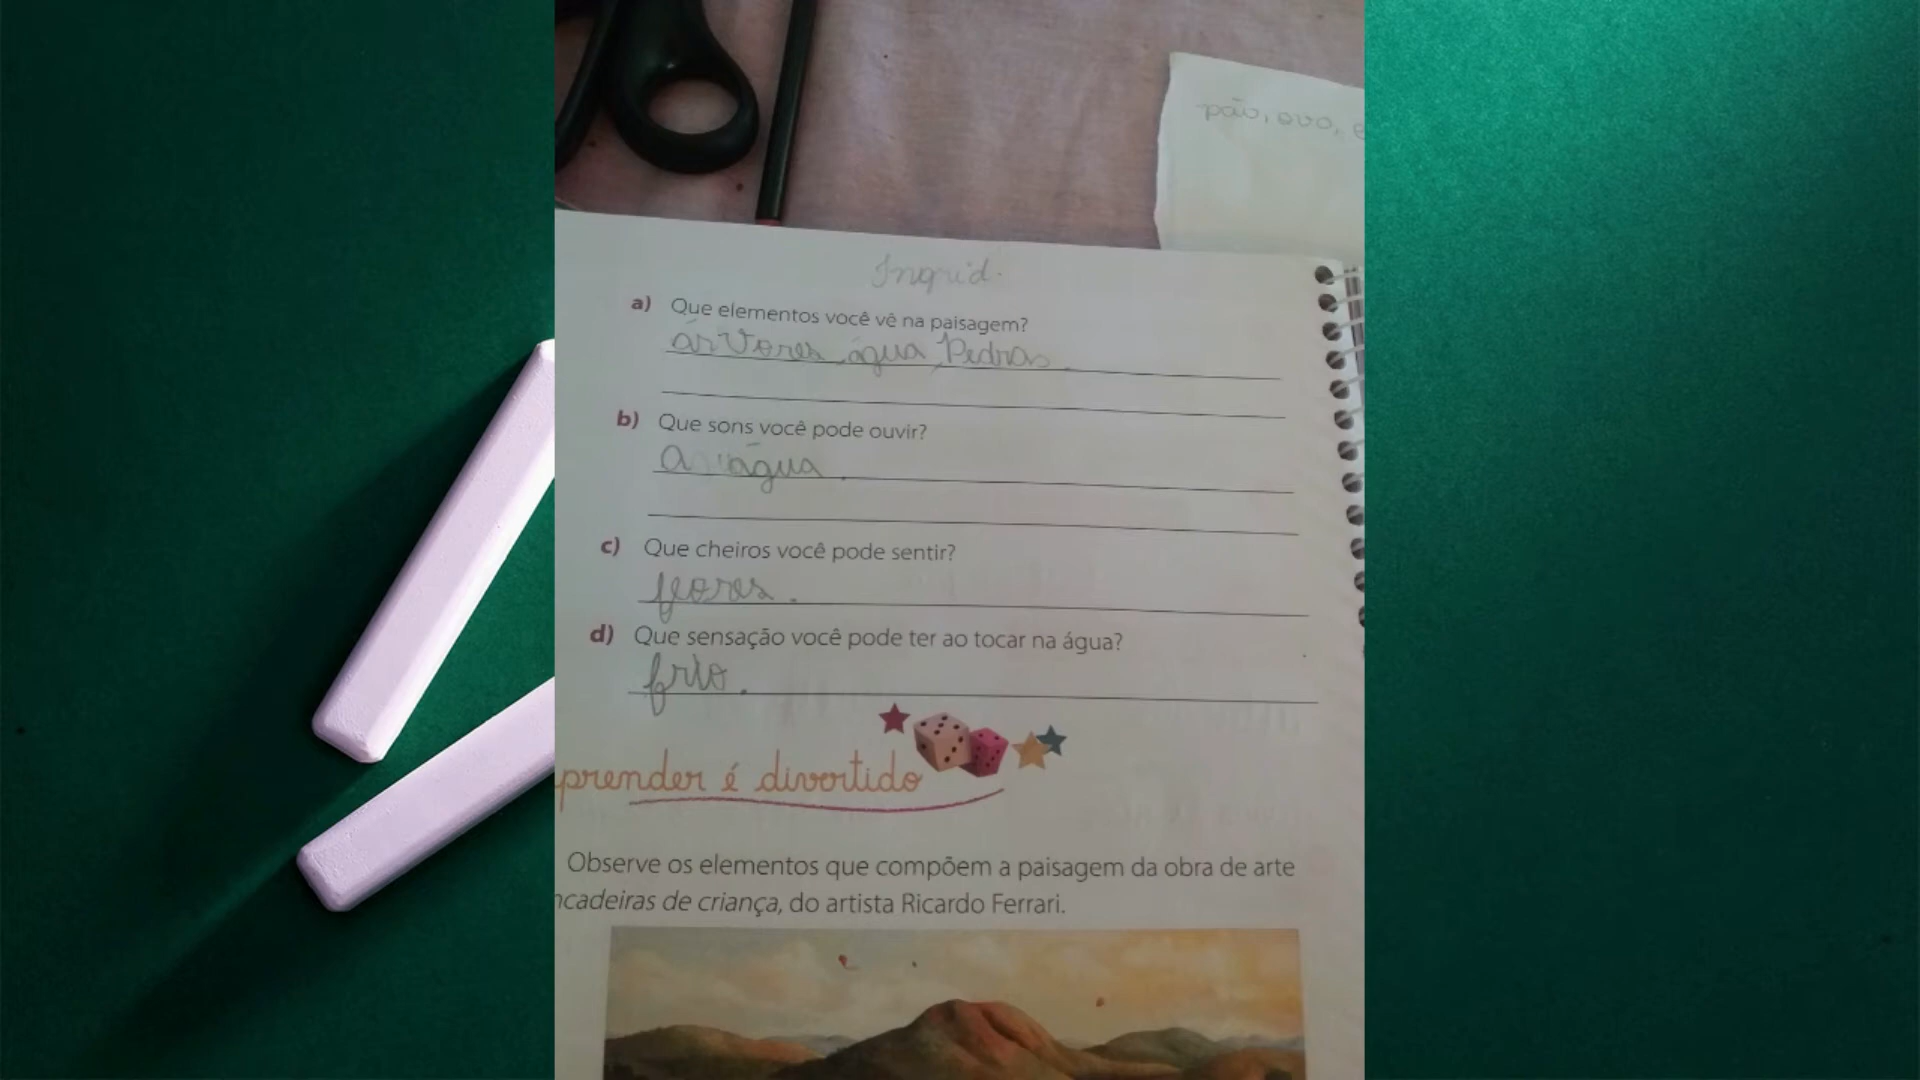 pão, ovo,
Ingrid.
a) Que elementos você vê na paisagem?
árvores, água, Pedras.
b) Que sons você pode ouvir?
a água.
c) Que cheiros você pode sentir?
d) Que sensação você pode ter ao tocar na água?
frio.
prender é divertido
Observe os elementos que compõem a paisagem da obra de arte
ncadeiras de criança, do artista Ricardo Ferrari.